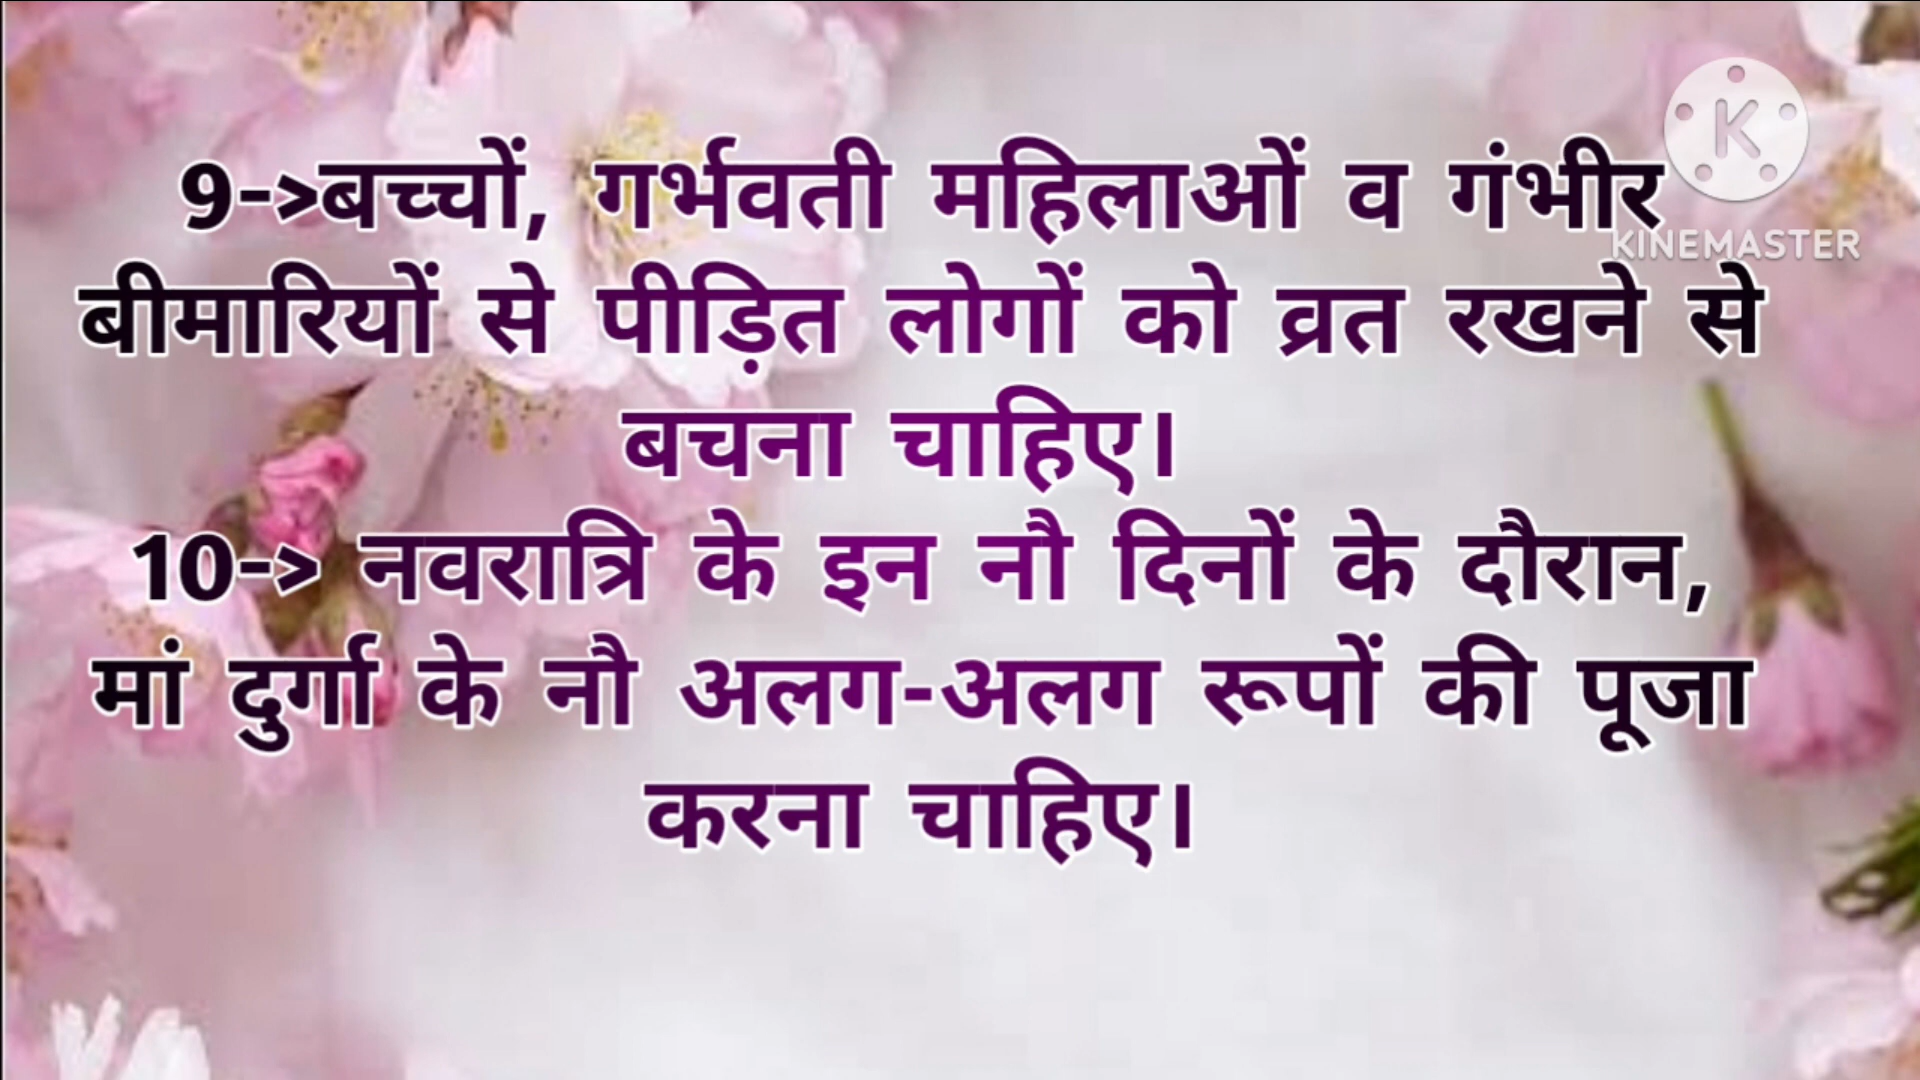 9->बच्चों, गर्भवती महिलाओं व गंभीर
KINEMASTER
बीमारियों से पीड़ित लोगों को व्रत रखने से
बचना चाहिए।
10-> नवरात्रि के इन नौ दिनों के दौरान,
मां दुर्गा के नौ अलग-अलग रूपों की पूजा
करना चाहिए।